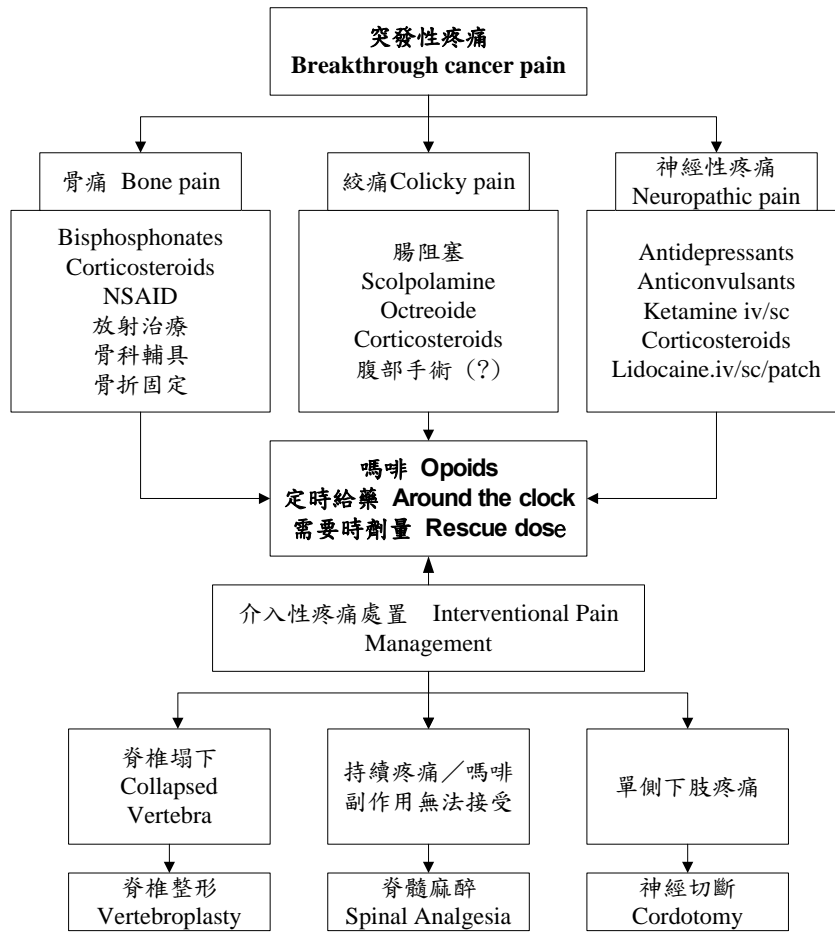 突發性疼痛
Breakthrough cancer pain
骨痛 Bone pain
Bisphosphonates
Corticosteroids
NSAID
放射治療
骨科輔具
骨折固定
絞痛Colicky pain
腸阻塞
Scolpolamine
Octreoide
Corticosteroids
腹部手術（?）
神經性疼痛
Neuropathic pain
Antidepressants
Anticonvulsants
Ketamine iv/sc
Corticosteroids
Lidocaine.iv/sc/patch
嗎啡 Opoids
定時給藥 Around the clock
需要時劑量 Rescue dose
介入性疼痛處置 Interventional Pain
Management
脊椎塌下
Collapsed
Vertebra
脊椎整形
Vertebroplasty
持續疼痛／嗎啡
副作用無法接受
脊髓麻醉
Spinal Analgesia
單側下肢疼痛
神經切斷
Cordotomy